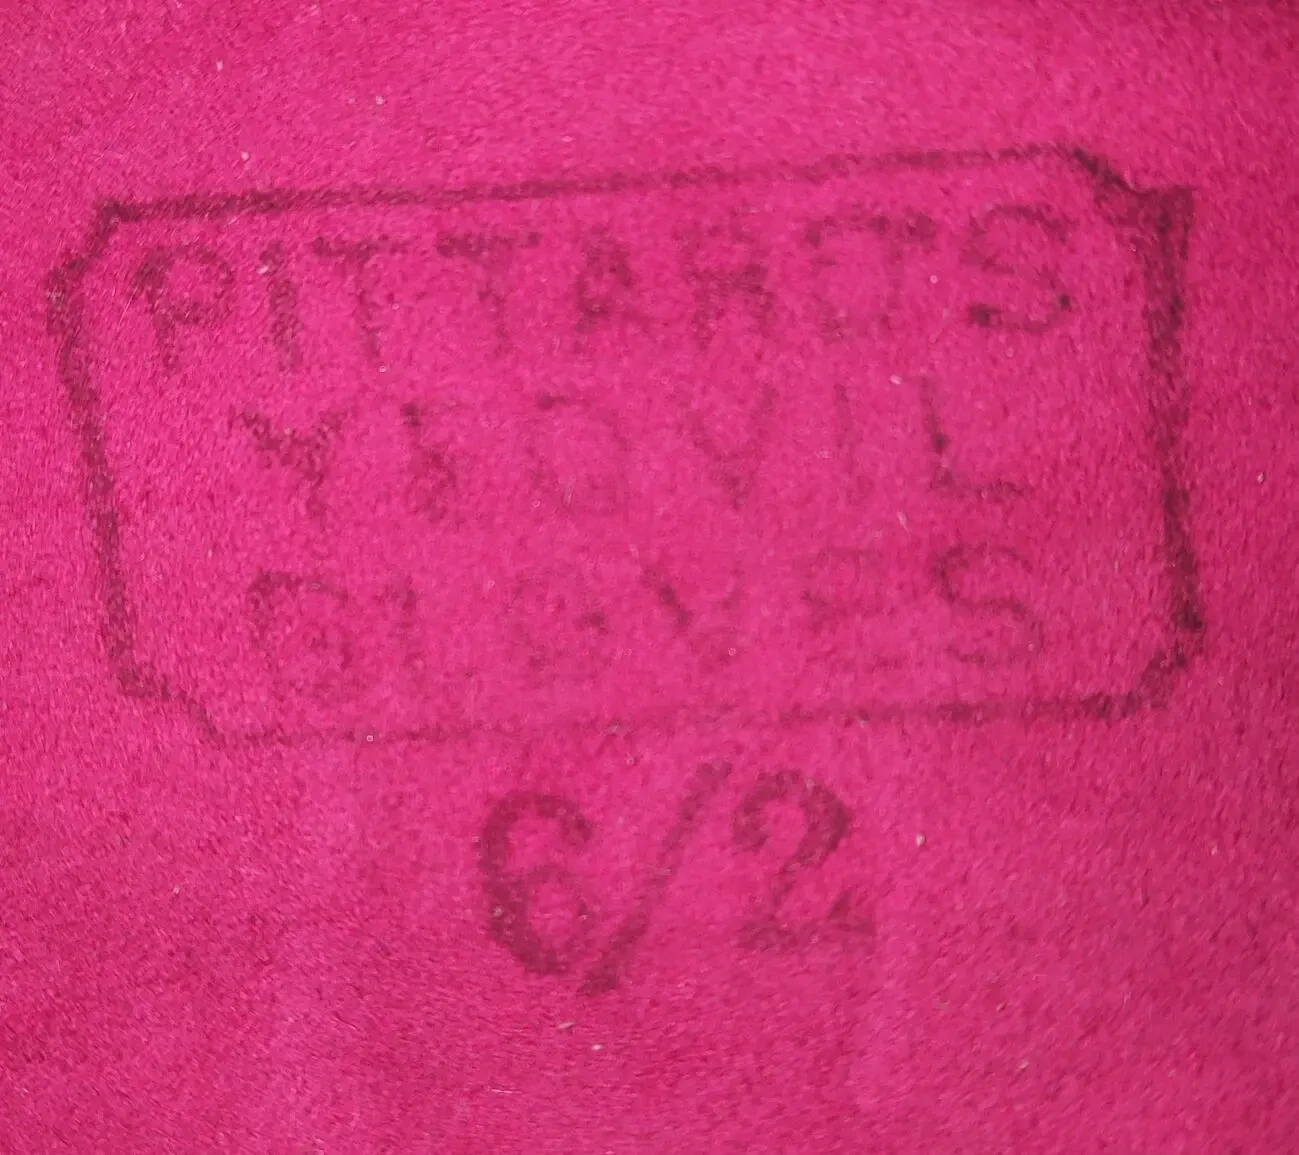 PITTARDS
YEOVIL
GLOVES
6/2